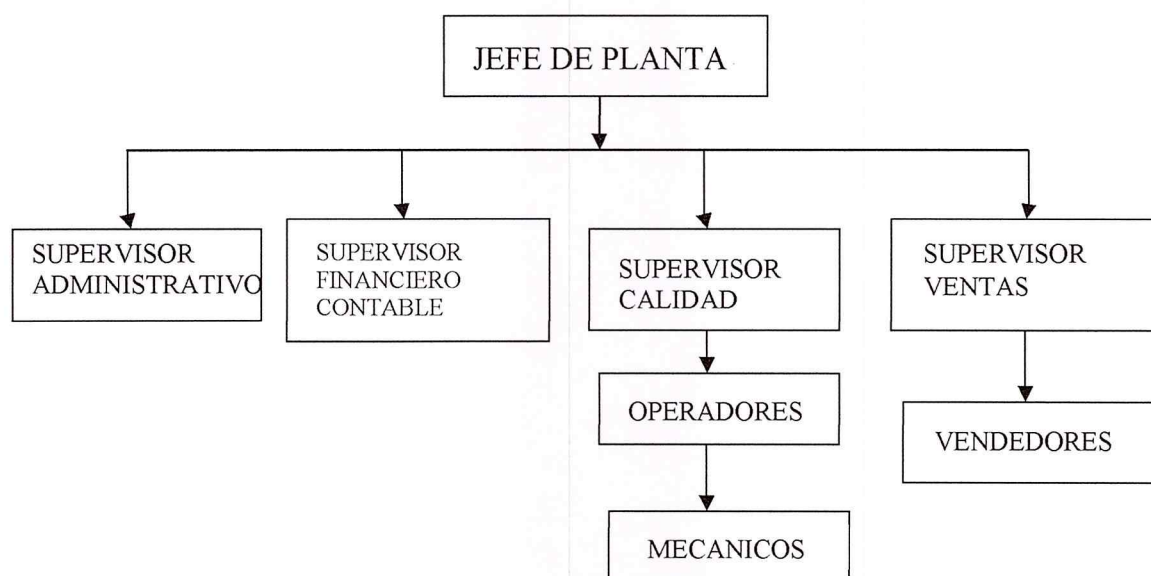 JEFE DE PLANTA
SUPERVISOR
ADMINISTRATIVO
SUPERVISOR
FINANCIERO
CONTABLE
SUPERVISOR
CALIDAD
SUPERVISOR
VENTAS
OPERADORES
VENDEDORES
MECANICOS